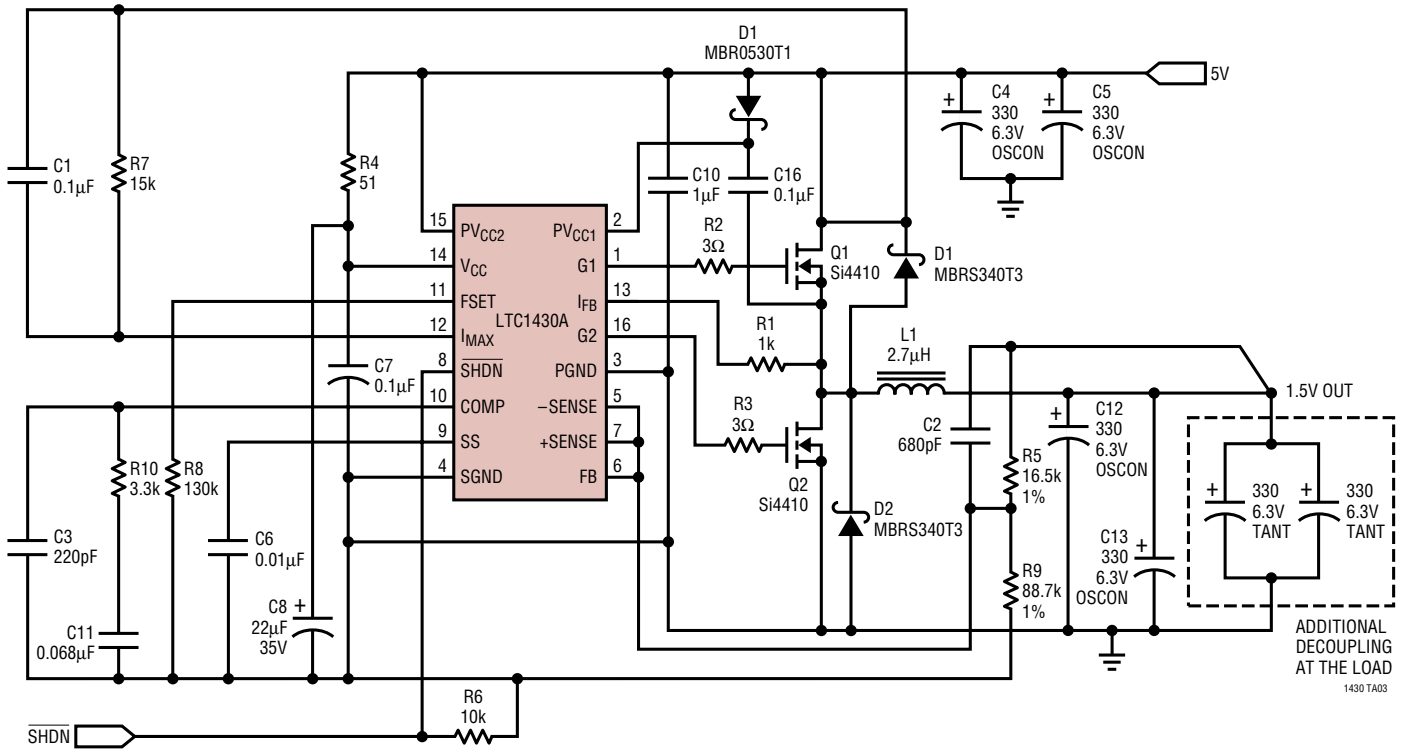 D1
MBR0530T1
5V
C4
330
6.3V
OSCON
+
C5
330
6.3V
OSCON
+
C1
0.1µF
R7
15k
R4
51
C10
1µF
C16
0.1µF
R2
3Ω
Q1
Si4410
D1
MBRS340T3
15 PVCC2
14 VCC
11 FSET
12 IMAX
8 SHDN
10 COMP
9 SS
4 SGND
LTC1430A
PVCC1 2
G1 1
IFB 13
G2 16
PGND 3
–SENSE 5
+SENSE 7
FB 6
R1
1k
L1
2.7µH
C7
0.1µF
R3
3Ω
Q2
Si4410
C2
680pF
R5
16.5k
1%
1.5V OUT
+
C12
330
6.3V
OSCON
+
330
6.3V
TANT
+
330
6.3V
TANT
R10
3.3k
R8
130k
C3
220pF
C6
0.01µF
D2
MBRS340T3
C13
330
6.3V
OSCON
+
R9
88.7k
1%
C11
0.068µF
C8
22µF
35V
+
ADDITIONAL
DECOUPLING
AT THE LOAD
1430 TA03
R6
10k
SHDN